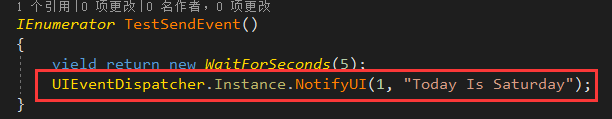 1 个引用|0 项更改|0 名作者，0 项更改
IEnumerator TestSendEvent()
{
yield return new WaitForSeconds(5);
UIEventDispatcher.Instance.NotifyUI(1, "Today Is Saturday");
}